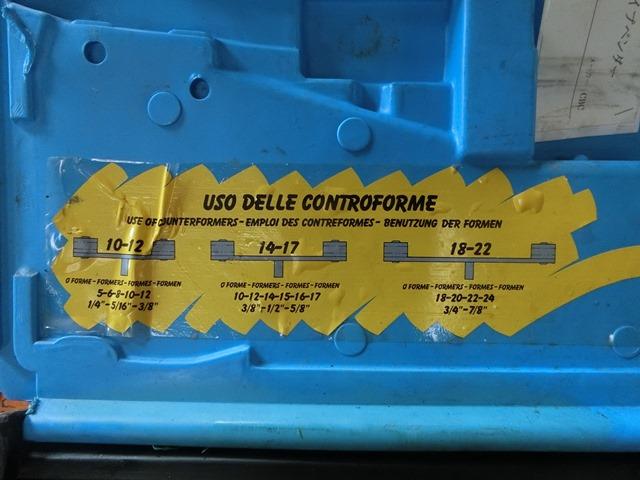 USO DELLE CONTROFORME
USE OF OUNTERFORMERS - EMPLOI DES CONTREFORMES - BENUTZUNG DER FORMEN
10-12 14-17 18-22
O FORME - FORMERS - FORMES - FORMEN O FORME - FORMERS - FORMES - FORMEN O FORME - FORMERS - FORMES - FORMEN
5-6-8-10-12 10-12-14-15-16-17 18-20-22-24
1/4"-5/16"-3/8" 3/8"-1/2"-5/8" 3/4"-7/8"